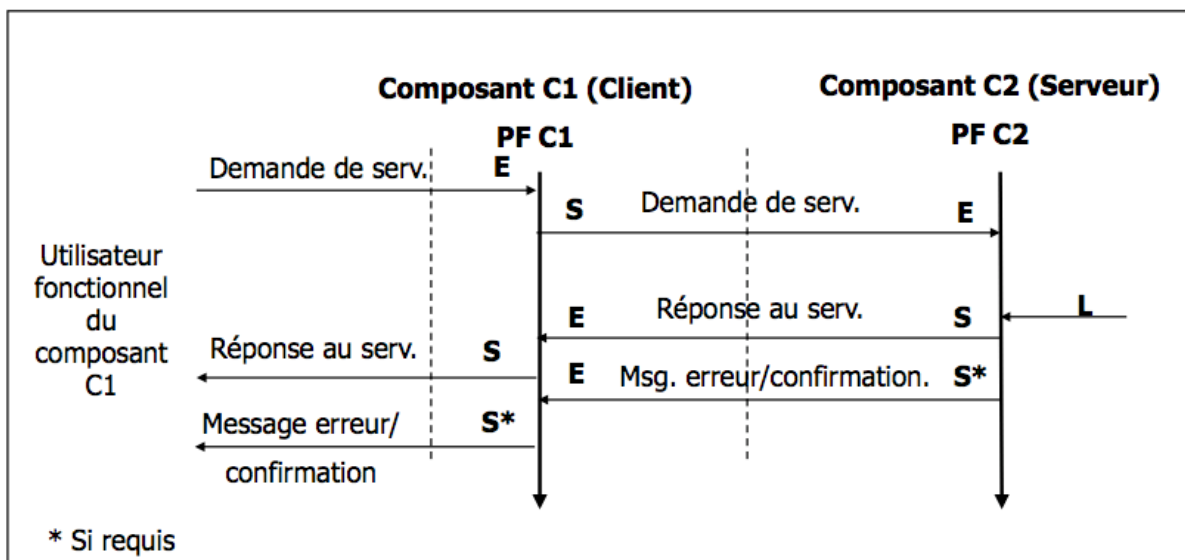 Composant C1 (Client)
Composant C2 (Serveur)
PF C1
PF C2
Demande de serv.
E
S
Demande de serv.
E
Utilisateur
fonctionnel
du
composant
C1
L
E
Réponse au serv.
S
Réponse au serv.
S
E
Msg. erreur/confirmation.
S*
Message erreur/
confirmation
S*
* Si requis